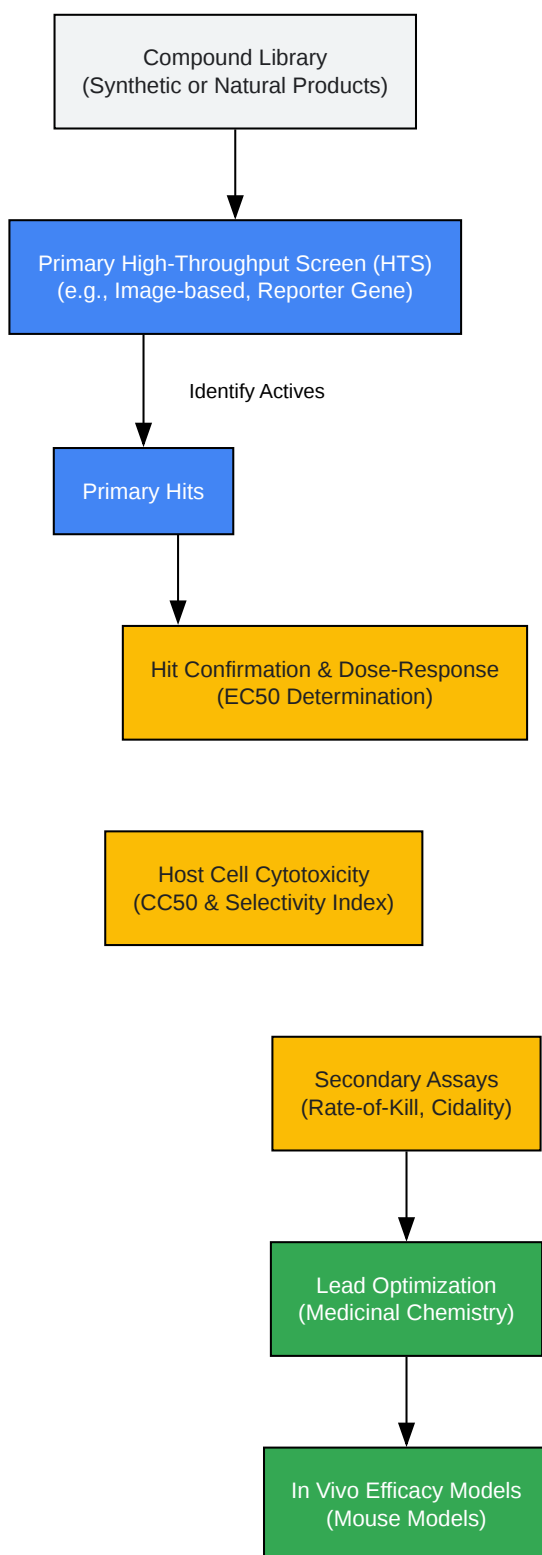 Compound Library
(Synthetic or Natural Products)
Primary High-Throughput Screen (HTS)
(e.g., Image-based, Reporter Gene)
Identify Actives
Primary Hits
Hit Confirmation & Dose-Response
(EC50 Determination)
Host Cell Cytotoxicity
(CC50 & Selectivity Index)
Secondary Assays
(Rate-of-Kill, Cidality)
Lead Optimization
(Medicinal Chemistry)
In Vivo Efficacy Models
(Mouse Models)